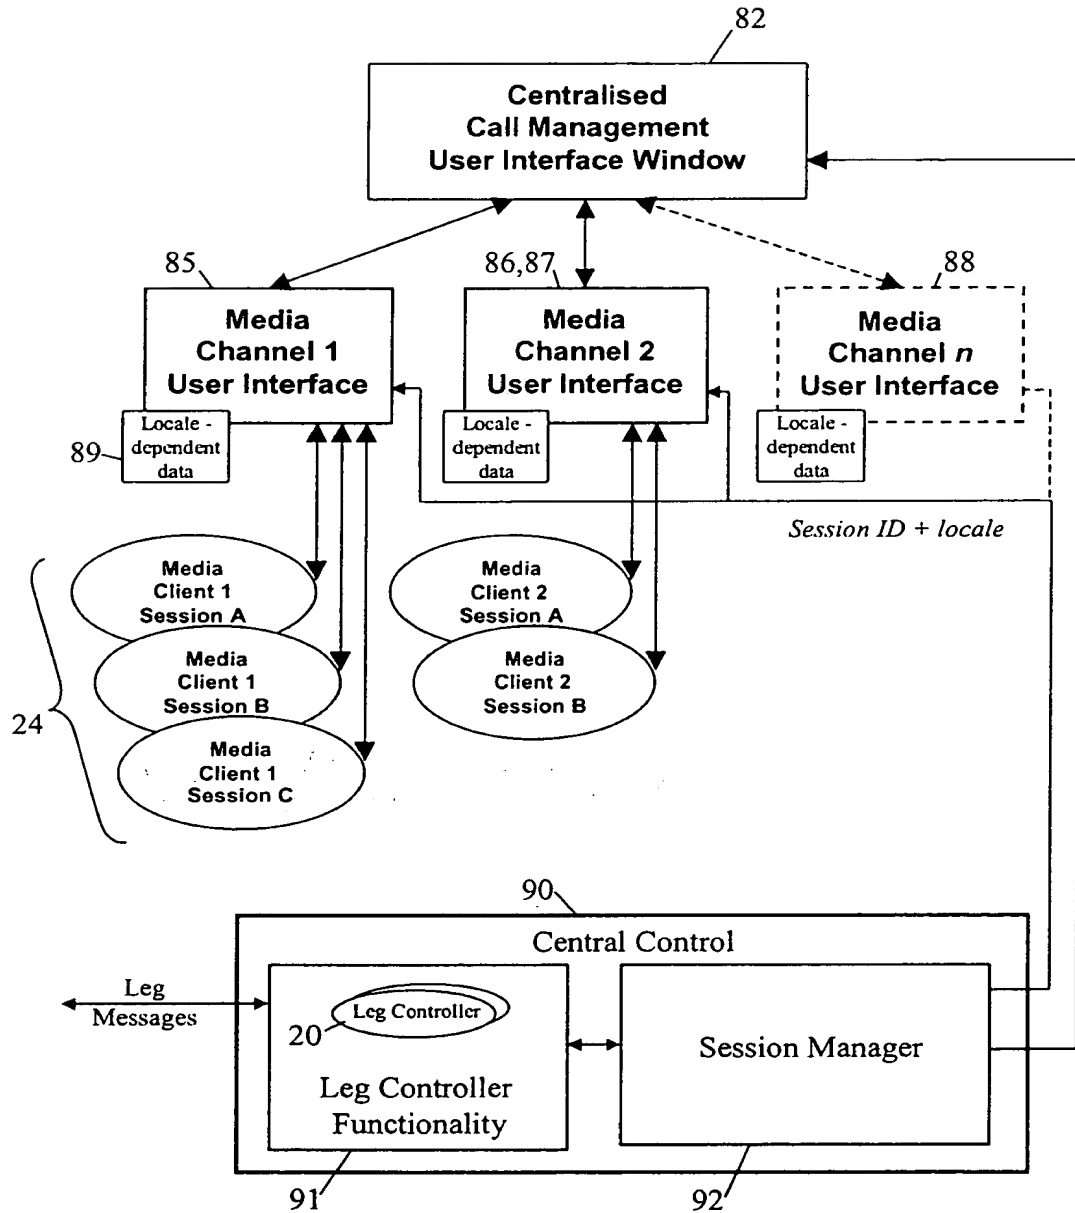 82
Centralised
Call Management
User Interface Window
85
86,87
88
Media
Channel 1
User Interface
Media
Channel 2
User Interface
Media
Channel n
User Interface
89
Locale -
dependent
data
Locale -
dependent
data
Locale -
dependent
data
Session ID + locale
24
Media
Client 1
Session A
Media
Client 1
Session B
Media
Client 1
Session C
Media
Client 2
Session A
Media
Client 2
Session B
90
Central Control
Leg
Messages
20
Leg Controller
Leg Controller
Functionality
Session Manager
91
92